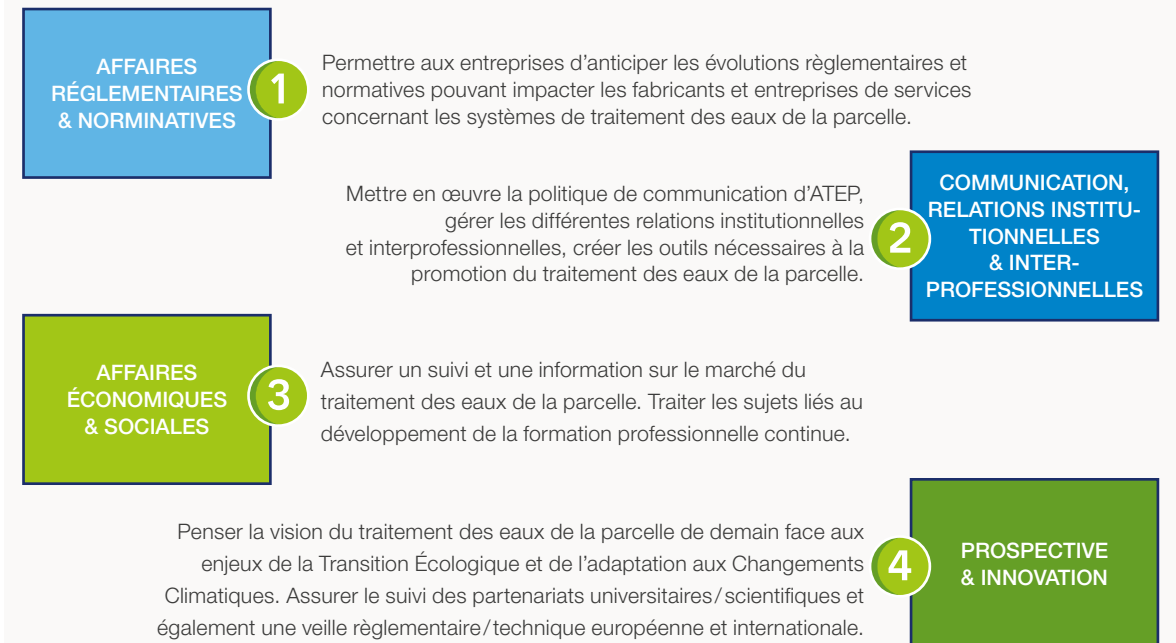 AFFAIRES
RÉGLEMENTAIRES
& NORMINATIVES
1
Permettre aux entreprises d’anticiper les évolutions règlementaires et
normatives pouvant impacter les fabricants et entreprises de services
concernant les systèmes de traitement des eaux de la parcelle.
Mettre en œuvre la politique de communication d’ATEP,
gérer les différentes relations institutionnelles
et interprofessionnelles, créer les outils nécessaires à la
promotion du traitement des eaux de la parcelle.
2
COMMUNICATION,
RELATIONS INSTITU-
TIONNELLES
& INTER-
PROFESSIONNELLES
AFFAIRES
ÉCONOMIQUES
& SOCIALES
3
Assurer un suivi et une information sur le marché du
traitement des eaux de la parcelle. Traiter les sujets liés au
développement de la formation professionnelle continue.
Penser la vision du traitement des eaux de la parcelle de demain face aux
enjeux de la Transition Écologique et de l’adaptation aux Changements
Climatiques. Assurer le suivi des partenariats universitaires/scientifiques et
également une veille règlementaire/technique européenne et internationale.
4
PROSPECTIVE
& INNOVATION